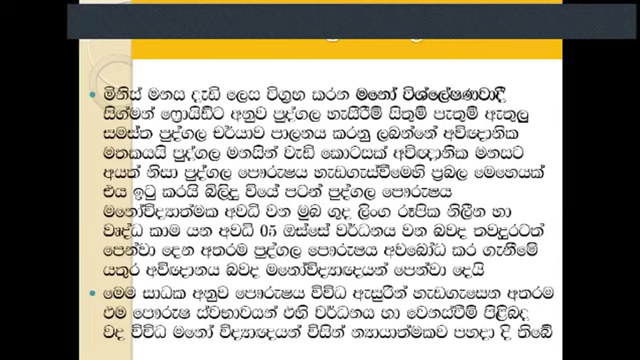 මිනිස් මනස දැඩි ලෙස විග්‍රහ කරන මනෝ විශ්ලේෂණවාදී
සිග්මන් ෆ්‍රොයිඩ්ට අනුව පුද්ගල හැසිරීම් සිතුම් පැතුම් ඇතුලු
සමස්ත පුද්ගල චර්යාව පාලනය කරනු ලබන්නේ අවිඥානික
මතකයයි පුද්ගල මනසින් වැඩි කොටසක් අවිඥානික මනසට
අයත් නිසා පුද්ගල පෞරුෂය හැඩගැස්වීමෙහි ප්‍රබල මෙහෙයක්
එය ඉටු කරයි බිලිඳු වියේ පටන් පුද්ගල පෞරුෂය
මනෝවිද්‍යාත්මක අවධි වන මුඛ ගුද ලිංග රූපික නිලීන හා
වෘද්ධ කාම යන අවධි 05 ඔස්සේ වර්ධනය වන බවද තවදුරටත්
පෙන්වා දෙන අතරම පුද්ගල පෞරුෂය අවබෝධ කර ගැනීමේ
යතුර අවිඥානය බවද මනෝවිද්‍යාඥයන් පෙන්වා දෙයි
මෙම සාධක අනුව පෞරුෂය විවිධ ඇසුරින් හැඩගැසෙන අතරම
එම පෞරුෂ ස්වභාවයන් එහි වර්ධනය හා වෙනස්වීම් පිළිබද
වද විවිධ මනෝ විද්‍යාඥයන් විසින් න්‍යායාත්මකව පහදා දි තිබේ